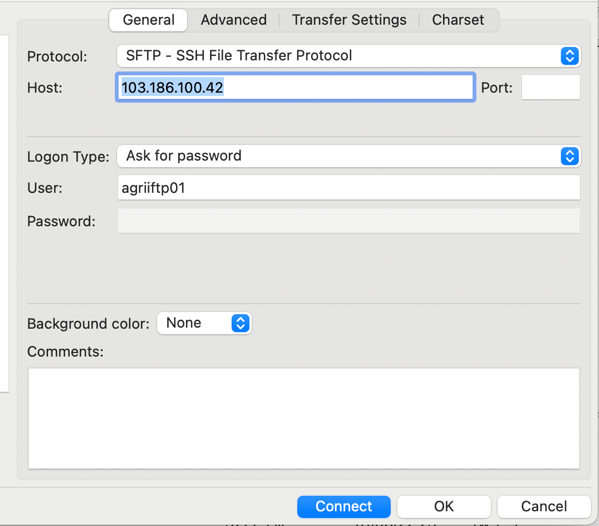 General Advanced Transfer Settings Charset
Protocol: SFTP - SSH File Transfer Protocol
Host: 103.186.100.42 Port:
Logon Type: Ask for password
User: agriiftp01
Password:
Background color: None
Comments:
Connect OK Cancel